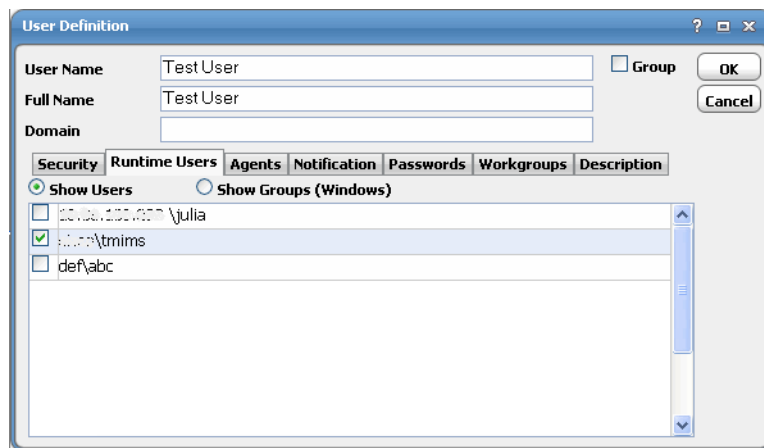 User Definition ?
User Name Test User Group OK
Full Name Test User Cancel
Domain
Security Runtime Users Agents Notification Passwords Workgroups Description
Show Users Show Groups (Windows)
\julia
\tmims
def\abc